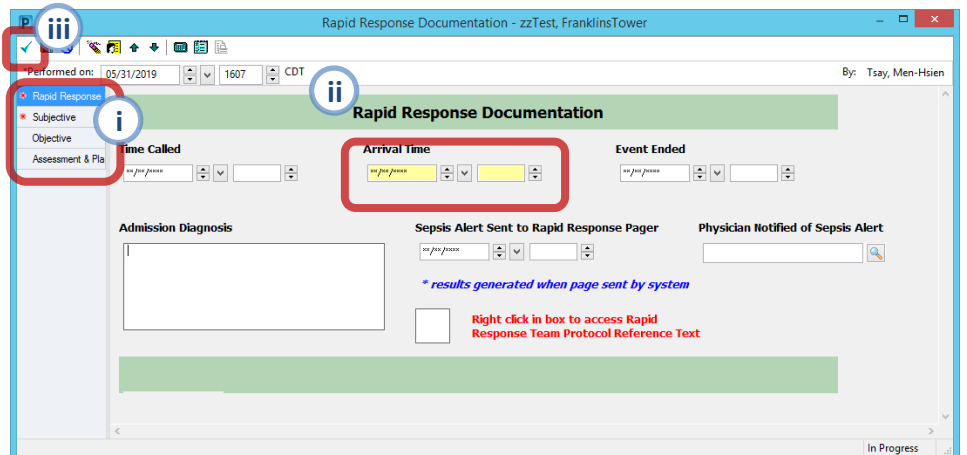 P
iii
Rapid Response Documentation - zzTest, FranklinsTower
*Performed on: 05/31/2019 1607 CDT By: Tsay, Men-Hsien
Rapid Response
Subjective
Objective
Assessment & Pla
i
ii
Rapid Response Documentation
Time Called Arrival Time Event Ended
**/**/**** **/**/**** **/**/****
Admission Diagnosis Sepsis Alert Sent to Rapid Response Pager Physician Notified of Sepsis Alert
**/**/****
* results generated when page sent by system
Right click in box to access Rapid
Response Team Protocol Reference Text
In Progress